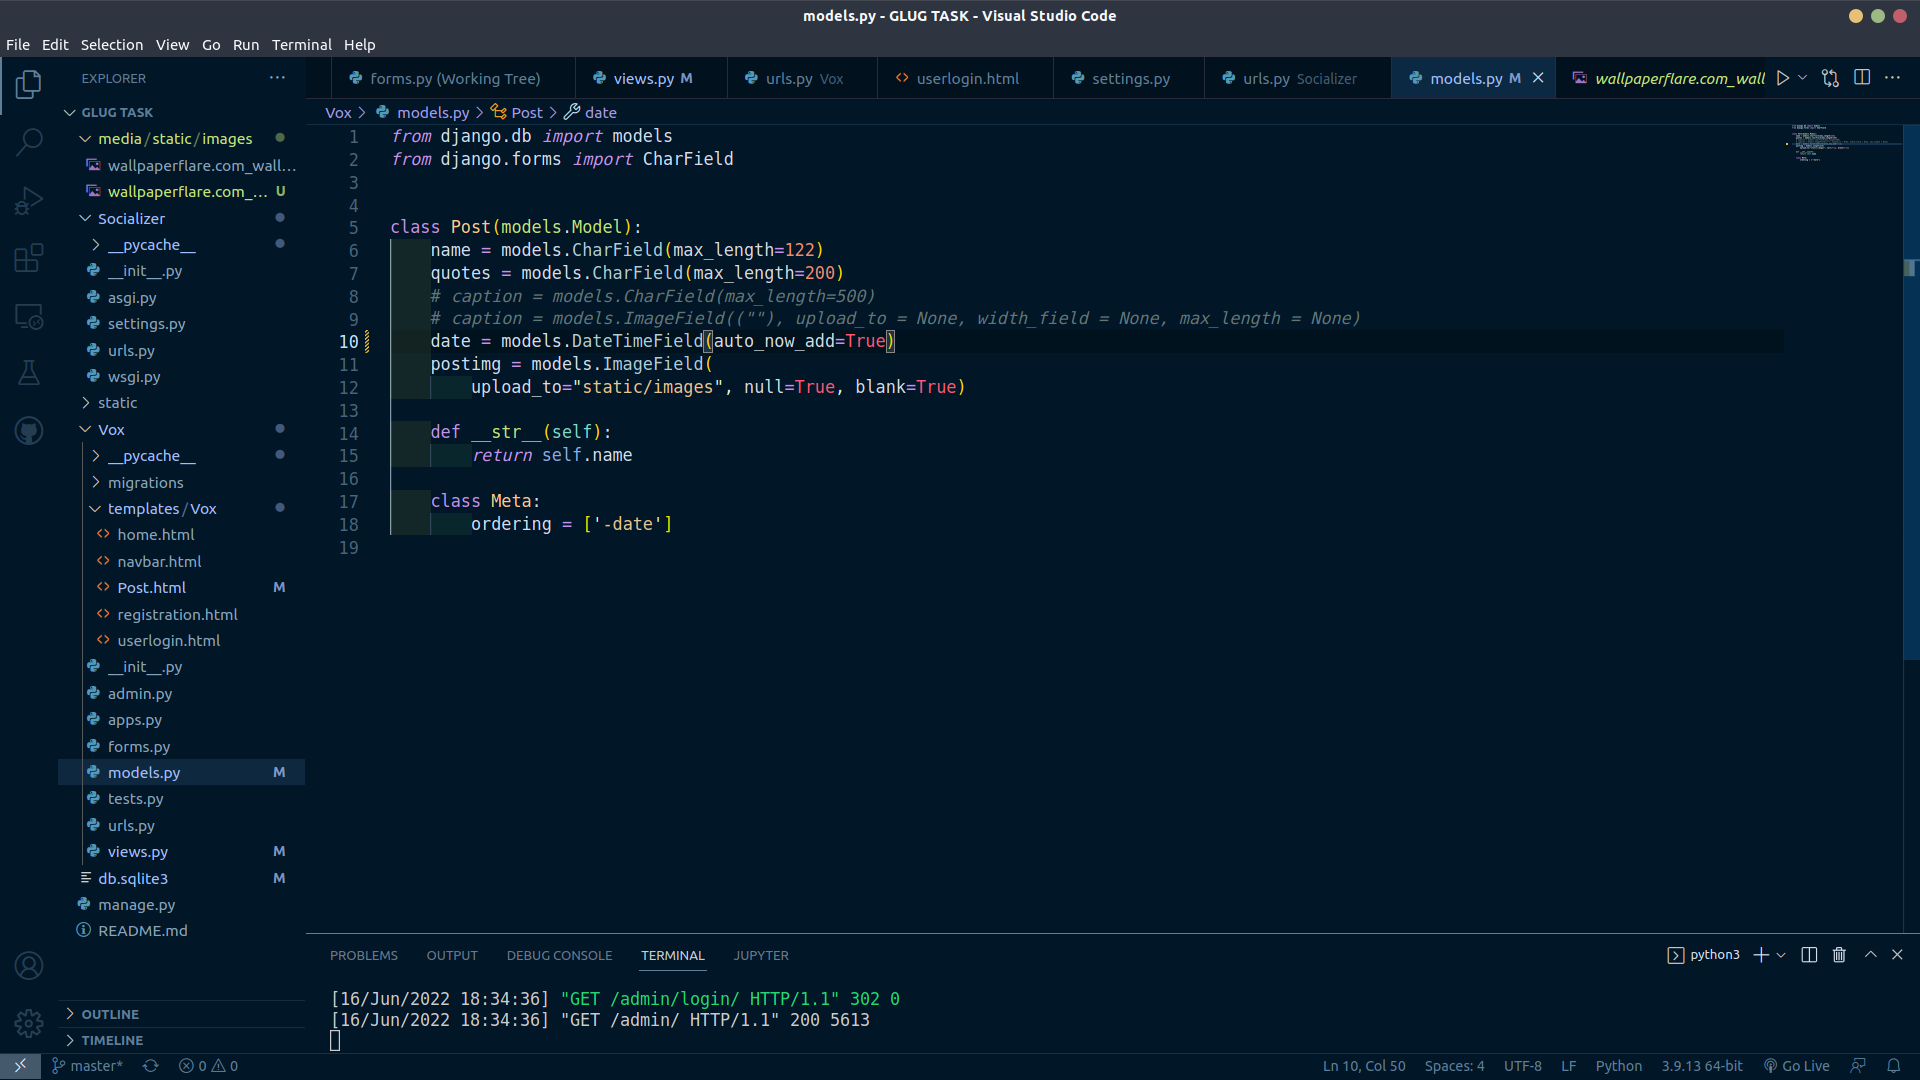 models.py - GLUG TASK - Visual Studio Code
File Edit Selection View Go Run Terminal Help
EXPLORER
GLUG TASK
media/static/images
wallpaperflare.com_wall...
wallpaperflare.com_... U
Socializer
__pycache__
__init__.py
asgi.py
settings.py
urls.py
wsgi.py
static
Vox
__pycache__
migrations
templates/Vox
home.html
navbar.html
Post.html M
registration.html
userlogin.html
__init__.py
admin.py
apps.py
forms.py
models.py M
tests.py
urls.py
views.py M
db.sqlite3 M
manage.py
README.md
OUTLINE
TIMELINE
forms.py (Working Tree) views.py M urls.py Vox userlogin.html settings.py urls.py Socializer models.py M wallpaperflare.com_wall
Vox > models.py > Post > date
1 from django.db import models
2 from django.forms import CharField
3
4
5 class Post(models.Model):
6 name = models.CharField(max_length=122)
7 quotes = models.CharField(max_length=200)
8 # caption = models.CharField(max_length=500)
9 # caption = models.ImageField((""), upload_to = None, width_field = None, max_length = None)
10 date = models.DateTimeField(auto_now_add=True)
11 postimg = models.ImageField(
12 upload_to="static/images", null=True, blank=True)
13
14 def __str__(self):
15 return self.name
16
17 class Meta:
18 ordering = ['-date']
19
PROBLEMS OUTPUT DEBUG CONSOLE TERMINAL JUPYTER python3
[16/Jun/2022 18:34:36] "GET /admin/login/ HTTP/1.1" 302 0
[16/Jun/2022 18:34:36] "GET /admin/ HTTP/1.1" 200 5613
master* 0 0 Ln 10, Col 50 Spaces: 4 UTF-8 LF Python 3.9.13 64-bit Go Live